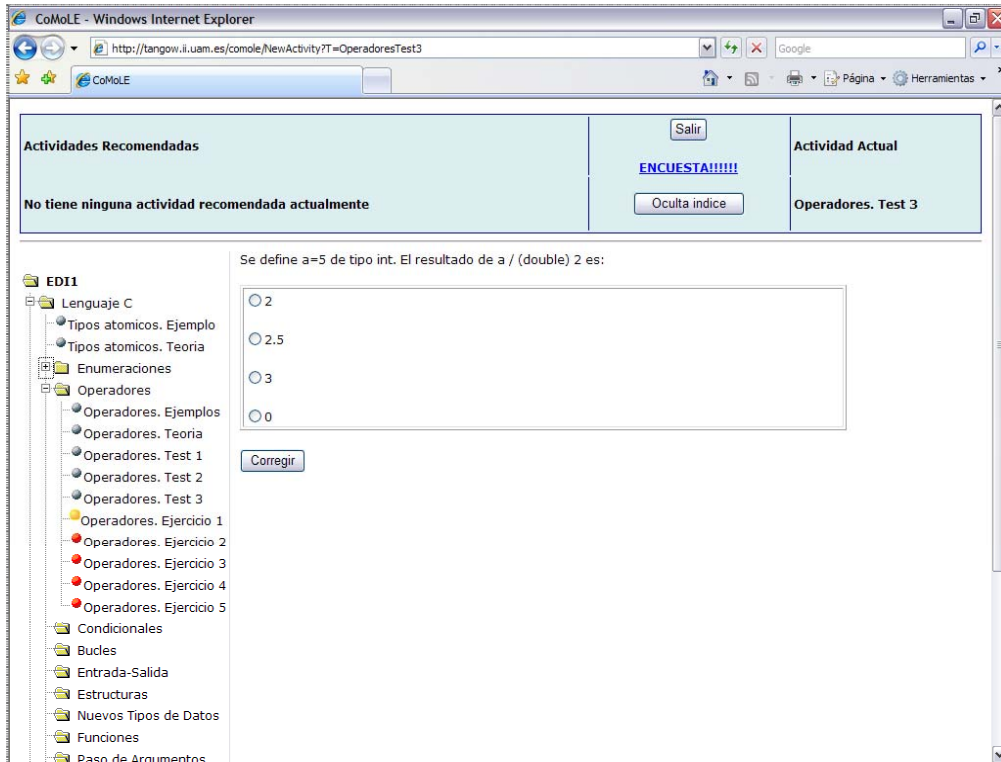 CoMoLE - Windows Internet Explorer
http://tangow.ii.uam.es/comole/NewActivity?T=OperadoresTest3
Google
CoMoLE
Página
Herramientas
Actividades Recomendadas
Salir
ENCUESTA!!!!!!
Actividad Actual
No tiene ninguna actividad recomendada actualmente
Oculta indice
Operadores. Test 3
Se define a=5 de tipo int. El resultado de a / (double) 2 es:
2
2.5
3
0
Corregir
EDI1
Lenguaje C
Tipos atomicos. Ejemplo
Tipos atomicos. Teoria
Enumeraciones
Operadores
Operadores. Ejemplos
Operadores. Teoria
Operadores. Test 1
Operadores. Test 2
Operadores. Test 3
Operadores. Ejercicio 1
Operadores. Ejercicio 2
Operadores. Ejercicio 3
Operadores. Ejercicio 4
Operadores. Ejercicio 5
Condicionales
Bucles
Entrada-Salida
Estructuras
Nuevos Tipos de Datos
Funciones
Paso de Argumentos